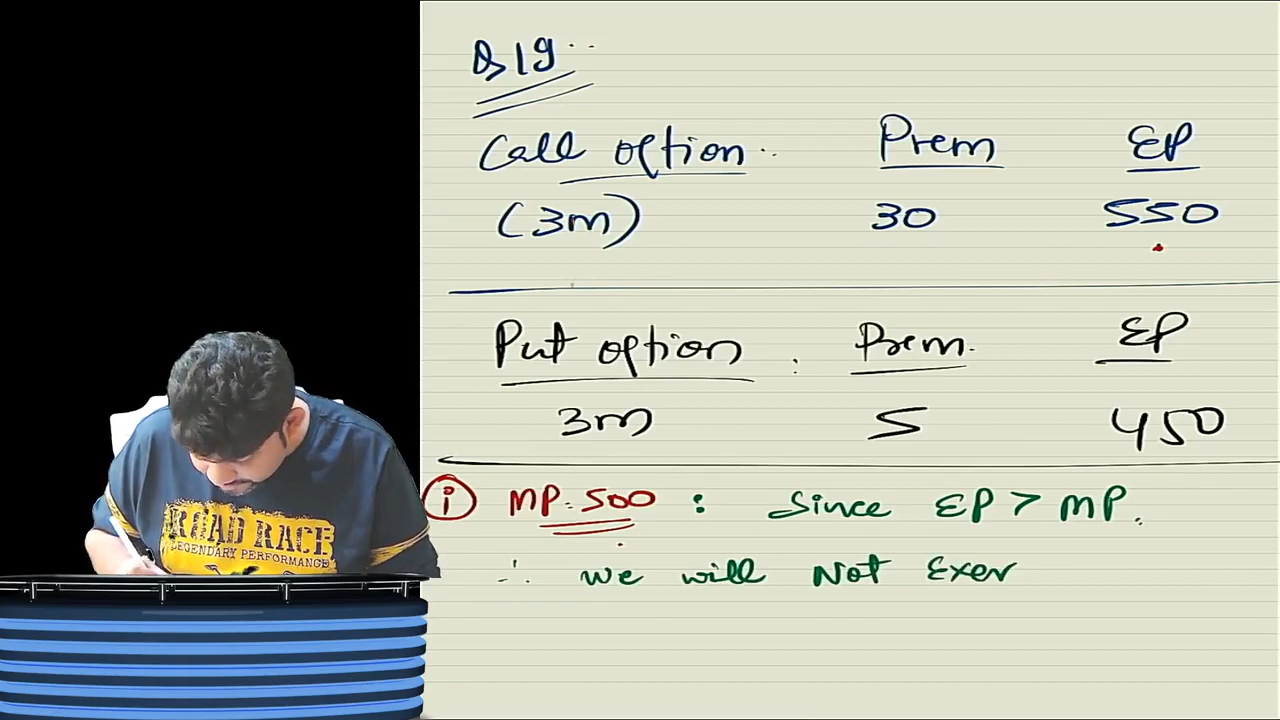 Q19..
Call option.. Prem EP
(3m) 30 550
Put option : Prem. EP
3m 5 450
i MP=500 : Since EP > MP.
∴ we will Not Exer
ROAD RACE
LEGENDARY PERFORMANCE